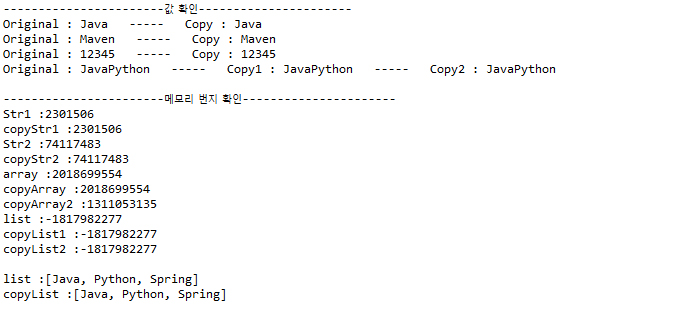 -----------------------값 확인----------------------
Original : Java   -----   Copy : Java
Original : Maven   -----   Copy : Maven
Original : 12345   -----   Copy : 12345
Original : JavaPython   -----   Copy1 : JavaPython   -----   Copy2 : JavaPython
-----------------------메모리 번지 확인----------------------
Str1 :2301506
copyStr1 :2301506
Str2 :74117483
copyStr2 :74117483
array :2018699554
copyArray :2018699554
copyArray2 :1311053135
list :-1817982277
copyList1 :-1817982277
copyList2 :-1817982277
list :[Java, Python, Spring]
copyList :[Java, Python, Spring]